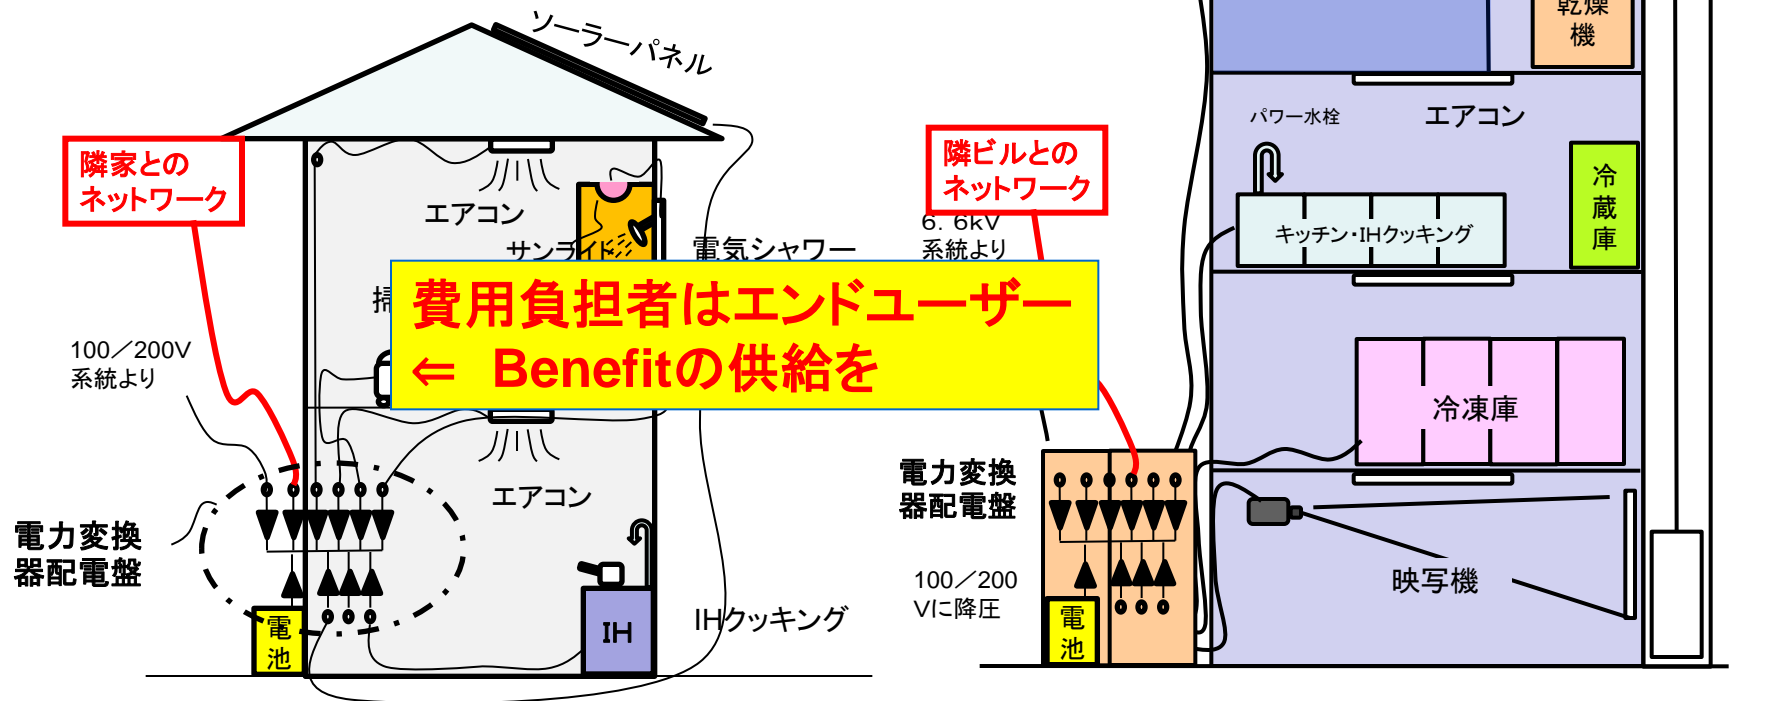 ソーラーパネル
隣家との
ネットワーク
エアコン
サンライト
電気シャワー
掃
100／200V
系統より
エアコン
電力変換
器配電盤
電
池
IH
IHクッキング
費用負担者はエンドユーザー
⇐ Benefitの供給を
隣ビルとの
ネットワーク
6．6kV
系統より
電力変換
器配電盤
100／200
Vに降圧
電
池
乾燥
機
パワー水栓
エアコン
冷
蔵
庫
キッチン・IHクッキング
冷凍庫
映写機